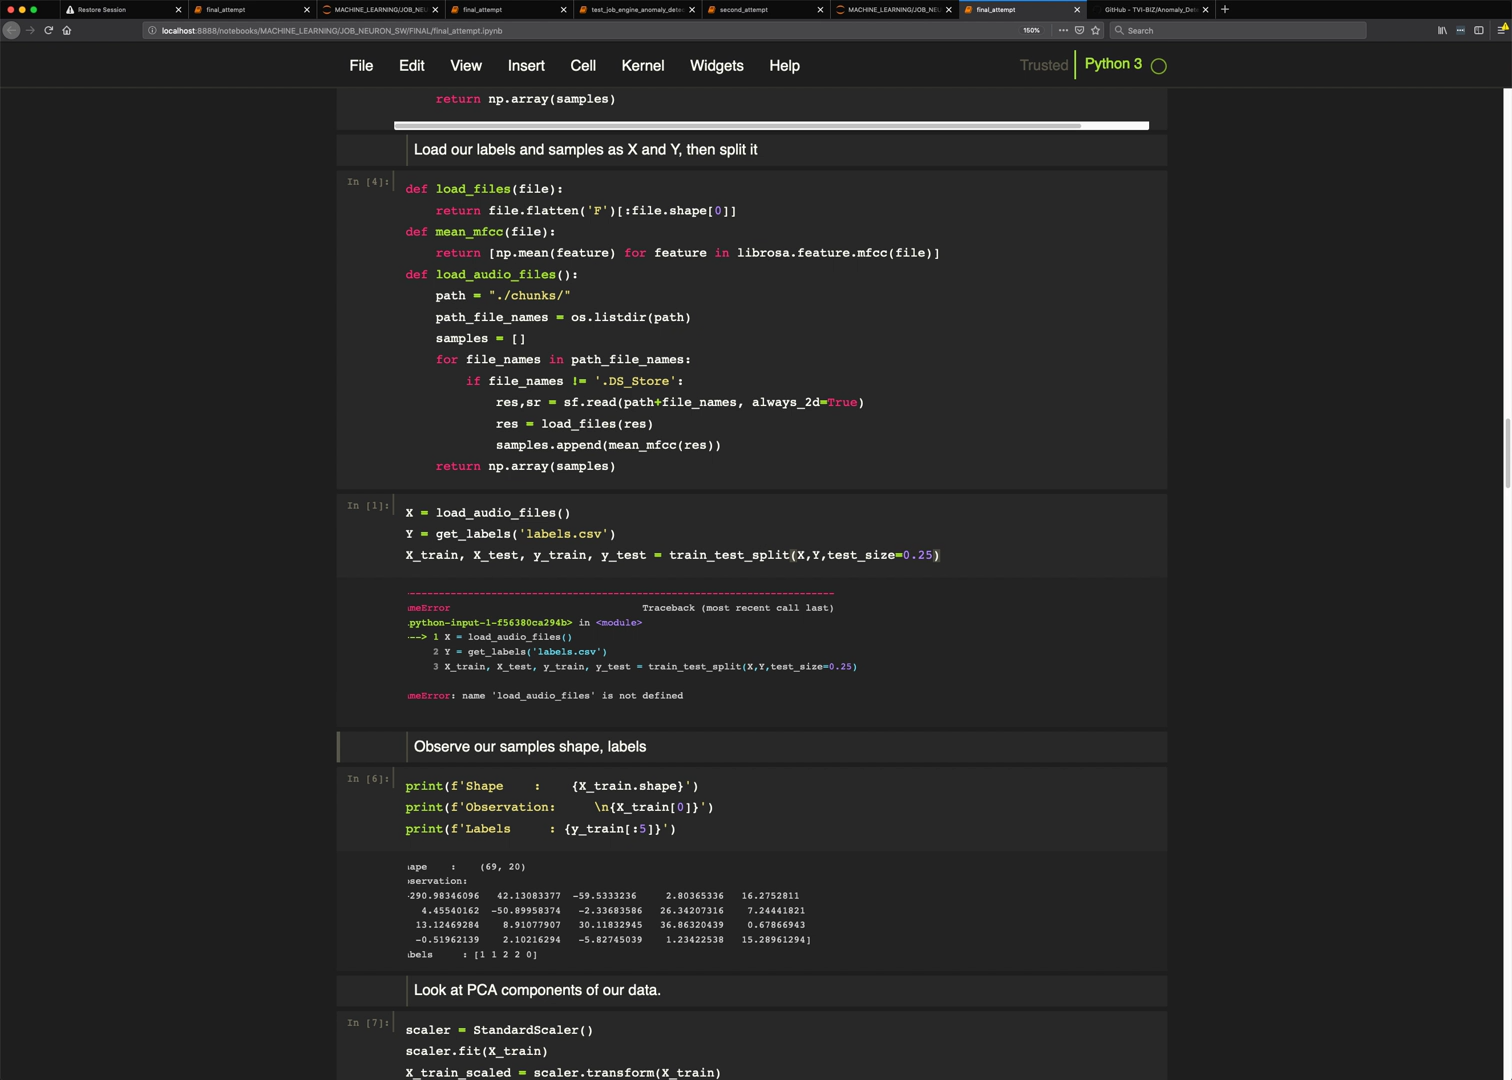 Restore Session
final_attempt
MACHINE_LEARNING/JOB_NEUR
final_attempt
test_job_engine_anomaly_dete
second_attempt
MACHINE_LEARNING/JOB_NEUR
final_attempt
GitHub - TVI-BIZ/Anomaly_Det
localhost:8888/notebooks/MACHINE_LEARNING/JOB_NEURON_SW/FINAL/final_attempt.ipynb
150%
Search
File Edit View Insert Cell Kernel Widgets Help
Trusted Python 3
return np.array(samples)
Load our labels and samples as X and Y, then split it
In [4]:
def load_files(file):
    return file.flatten('F')[:file.shape[0]]
def mean_mfcc(file):
    return [np.mean(feature) for feature in librosa.feature.mfcc(file)]
def load_audio_files():
    path = "./chunks/"
    path_file_names = os.listdir(path)
    samples = []
    for file_names in path_file_names:
        if file_names != '.DS_Store':
            res,sr = sf.read(path+file_names, always_2d=True)
            res = load_files(res)
            samples.append(mean_mfcc(res))
    return np.array(samples)
In [1]:
X = load_audio_files()
Y = get_labels('labels.csv')
X_train, X_test, y_train, y_test = train_test_split(X,Y,test_size=0.25)
---------------------------------------------------------------------------
meError Traceback (most recent call last)
python-input-1-f56380ca294b> in <module>
--> 1 X = load_audio_files()
2 Y = get_labels('labels.csv')
3 X_train, X_test, y_train, y_test = train_test_split(X,Y,test_size=0.25)
meError: name 'load_audio_files' is not defined
Observe our samples shape, labels
In [6]:
print(f'Shape    :    {X_train.shape}')
print(f'Observation:     \n{X_train[0]}')
print(f'Labels     : {y_train[:5]}')
ape    :    (69, 20)
servation:
290.98346096 42.13083377 -59.5333236 2.80365336 16.2752811
4.45540162 -50.89958374 -2.33683586 26.34207316 7.24441821
13.12469284 8.91077907 30.11832945 36.86320439 0.67866943
-0.51962139 2.10216294 -5.82745039 1.23422538 15.28961294]
bels     : [1 1 2 2 0]
Look at PCA components of our data.
In [7]:
scaler = StandardScaler()
scaler.fit(X_train)
X_train_scaled = scaler.transform(X_train)